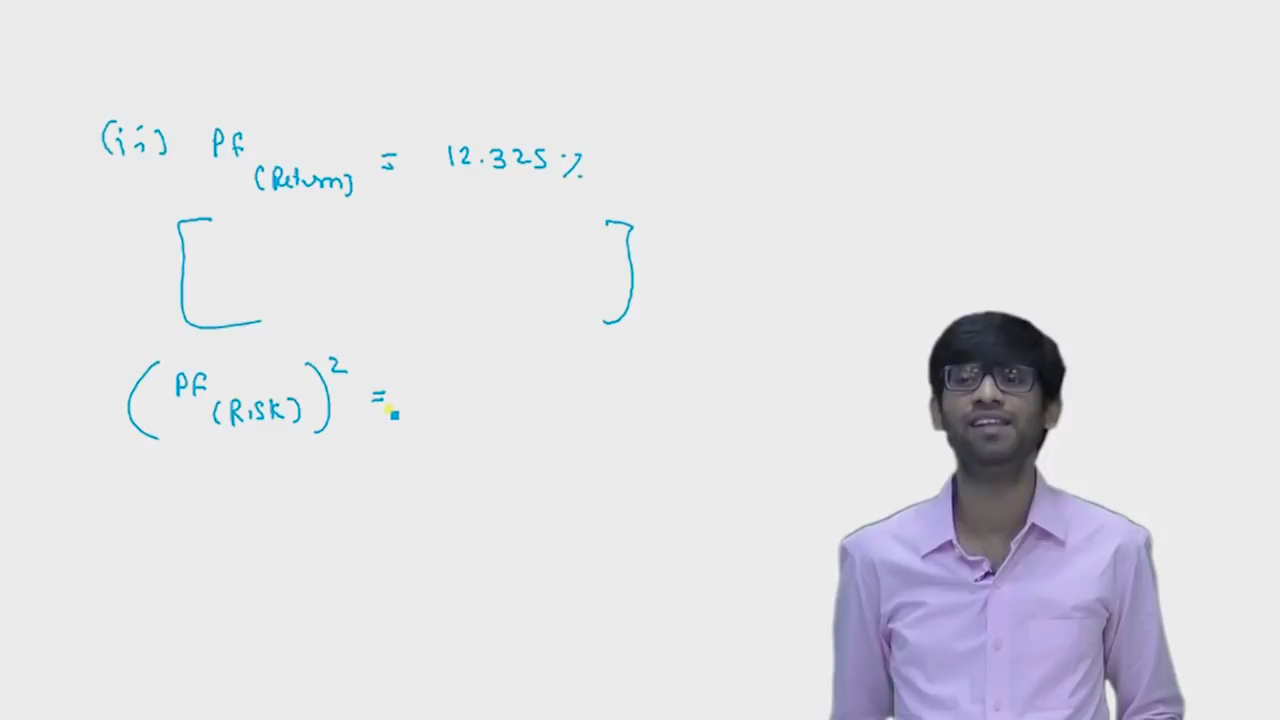 (ii) Pf (Return) = 12.325 %
[ ]
(Pf (Risk))² =